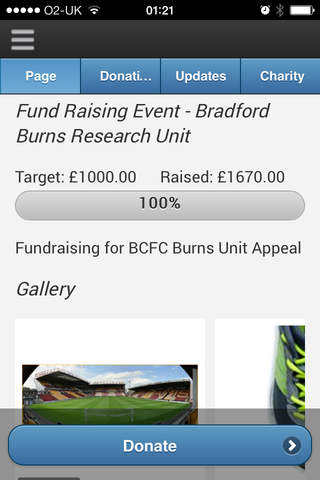 O2-UK 01:21
Page Donati... Updates Charity
Fund Raising Event - Bradford
Burns Research Unit
Target: £1000.00 Raised: £1670.00
100%
Fundraising for BCFC Burns Unit Appeal
Gallery
Donate